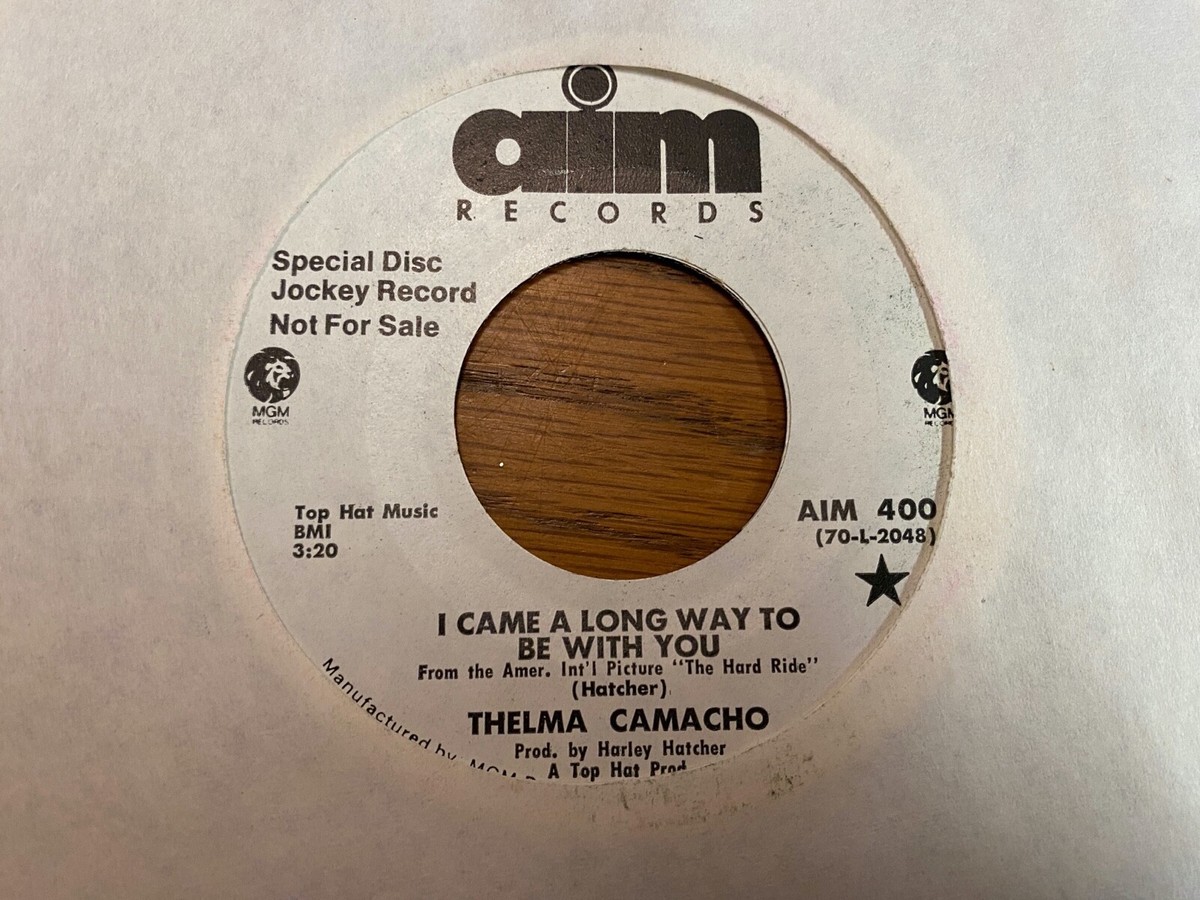 aim
RECORDS
Special Disc
Jockey Record
Not For Sale
MGM
RECORDS
MGM
Top Hat Music
BMI
3:20
AIM 400
(70-L-2048)
I CAME A LONG WAY TO
BE WITH YOU
From the Amer. Int'l Picture "The Hard Ride"
(Hatcher)
THELMA CAMACHO
Prod. by Harley Hatcher
A Top Hat Prod.
Manufactured by MGM